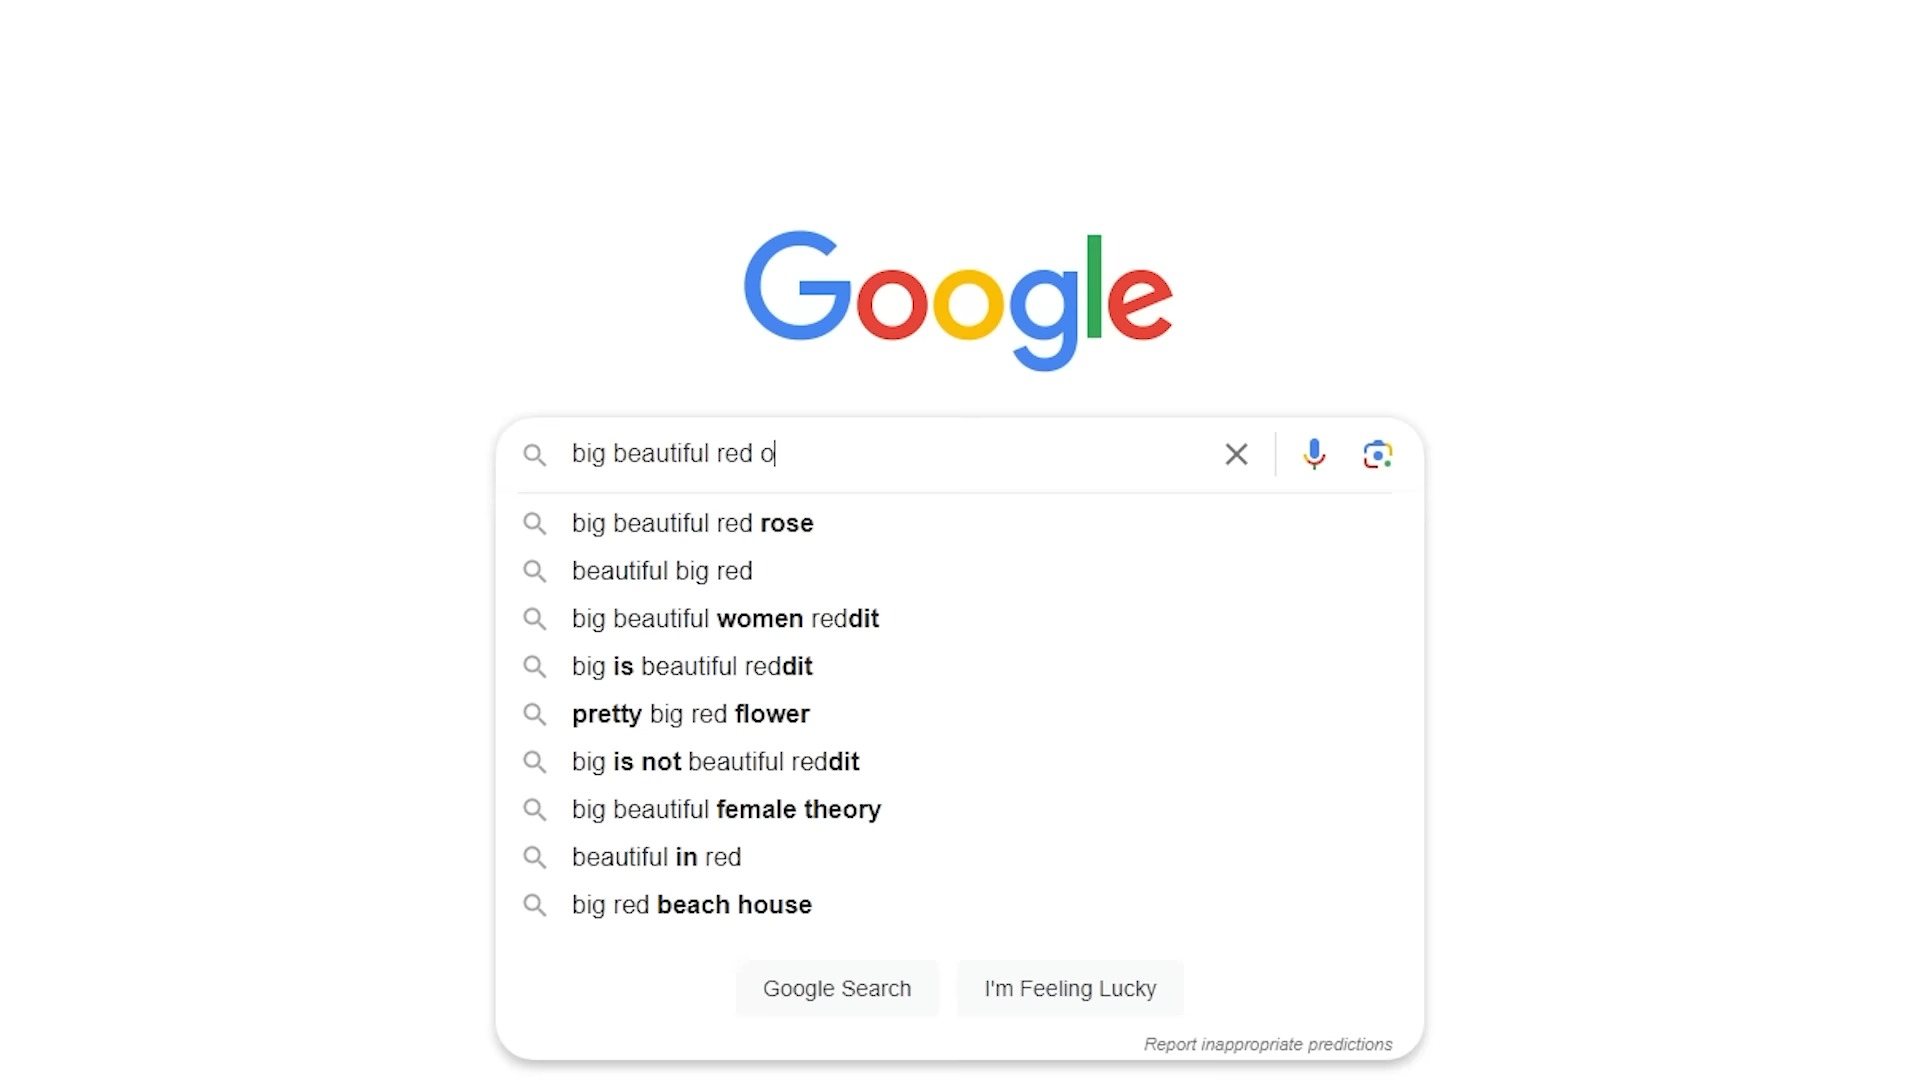 Google
big beautiful red o
big beautiful red rose
beautiful big red
big beautiful women reddit
big is beautiful reddit
pretty big red flower
big is not beautiful reddit
big beautiful female theory
beautiful in red
big red beach house
Google Search
I'm Feeling Lucky
Report inappropriate predictions